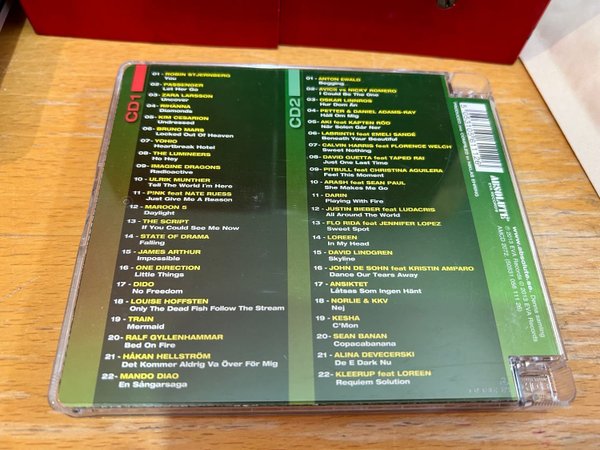 CD1
01 - ROBIN STJERNBERG
You
02 - PASSENGER
Let Her Go
03 - ZARA LARSSON
Uncover
04 - RIHANNA
Diamonds
05 - KIM CESARION
Undressed
06 - BRUNO MARS
Locked Out Of Heaven
07 - YOHIO
Heartbreak Hotel
08 - THE LUMINEERS
Ho Hey
09 - IMAGINE DRAGONS
Radioactive
10 - ULRIK MUNTHER
Tell The World I'm Here
11 - PINK feat NATE RUESS
Just Give Me A Reason
12 - MAROON 5
Daylight
13 - THE SCRIPT
If You Could See Me Now
14 - STATE OF DRAMA
Falling
15 - JAMES ARTHUR
Impossible
16 - ONE DIRECTION
Little Things
17 - DIDO
No Freedom
18 - LOUISE HOFFSTEN
Only The Dead Fish Follow The Stream
19 - TRAIN
Mermaid
20 - RALF GYLLENHAMMAR
Bed On Fire
21 - HÅKAN HELLSTRÖM
Det Kommer Aldrig Va Över För Mig
22 - MANDO DIAO
En Sångarsaga
CD2
01 - ANTON EWALD
Begging
02 - AVICII vs NICKY ROMERO
I Could Be The One
03 - OSKAR LINNROS
Hur Dom Än
04 - PETTER & DANIEL ADAMS-RAY
Håll Om Mig
05 - AKI feat KAPTEN RÖD
När Solen Går Ner
06 - LABRINTH feat EMELI SANDÉ
Beneath Your Beautiful
07 - CALVIN HARRIS feat FLORENCE WELCH
Sweet Nothing
08 - DAVID GUETTA feat TAPED RAI
Just One Last Time
09 - PITBULL feat CHRISTINA AGUILERA
Feel This Moment
10 - ARASH feat SEAN PAUL
She Makes Me Go
11 - DARIN
Playing With Fire
12 - JUSTIN BIEBER feat LUDACRIS
All Around The World
13 - FLO RIDA feat JENNIFER LOPEZ
Sweet Spot
14 - LOREEN
In My Head
15 - DAVID LINDGREN
Skyline
16 - JOHN DE SOHN feat KRISTIN AMPARO
Dance Our Tears Away
17 - ANSIKTET
Låtsas Som Ingen Hänt
18 - NORLIE & KKV
Nej
19 - KESHA
C'Mon
20 - SEAN BANAN
Copacabanana
21 - ALINA DEVECERSKI
De E Dark Nu
22 - KLEERUP feat LOREEN
Requiem Solution
ABSOLUTE
www.absolute.se. Denna samling
℗ 2013 EVA Records © 2013 EVA Records